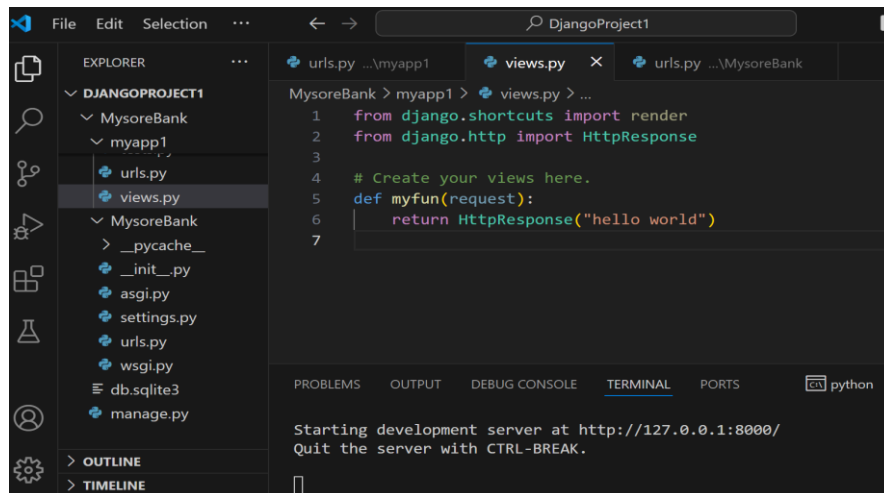 File Edit Selection ... DjangoProject1
EXPLORER ...
DJANGOPROJECT1
MysoreBank
myapp1
urls.py
views.py
MysoreBank
__pycache__
__init__.py
asgi.py
settings.py
urls.py
wsgi.py
db.sqlite3
manage.py
OUTLINE
TIMELINE
urls.py ...\myapp1 views.py urls.py ...\MysoreBank
MysoreBank > myapp1 > views.py > ...
1 from django.shortcuts import render
2 from django.http import HttpResponse
3
4 # Create your views here.
5 def myfun(request):
6 return HttpResponse("hello world")
7
PROBLEMS OUTPUT DEBUG CONSOLE TERMINAL PORTS python
Starting development server at http://127.0.0.1:8000/
Quit the server with CTRL-BREAK.